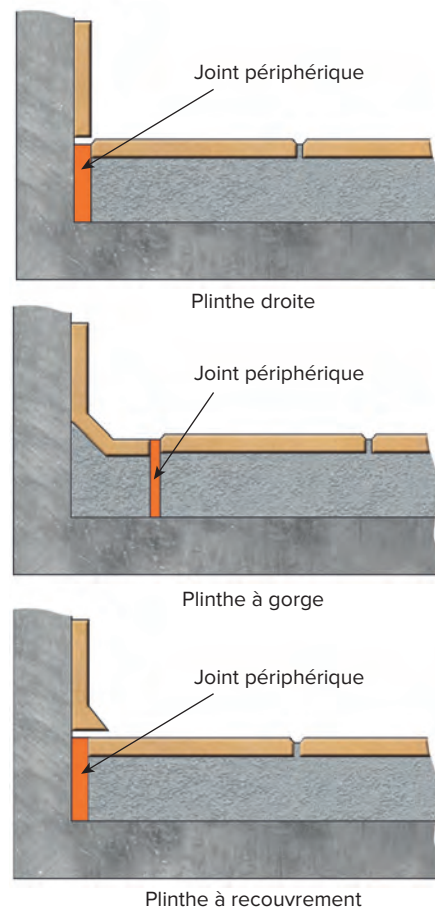 Joint périphérique
Plinthe droite
Joint périphérique
Plinthe à gorge
Joint périphérique
Plinthe à recouvrement